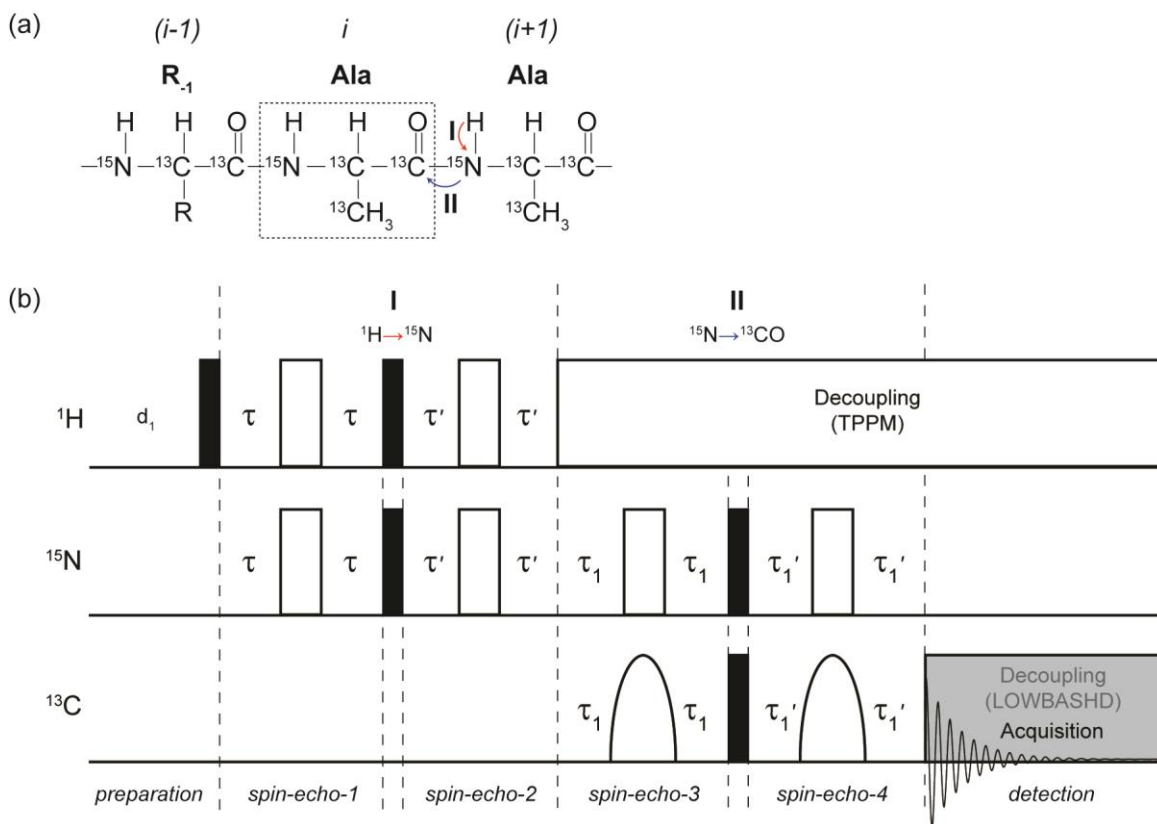 (a)
(i-1) i (i+1)
R-1 Ala Ala
H H O H H O H H O
I
15N 13C 13C 15N 13C 13C 15N 13C 13C
II
R 13CH3 13CH3
(b)
I II
1H→15N 15N→13CO
1H d1 τ τ τ′ τ′ Decoupling
(TPPM)
15N τ τ τ′ τ′ τ1 τ1 τ1′ τ1′
13C τ1 τ1 τ1′ τ1′ Decoupling
(LOWBASHD)
Acquisition
preparation spin-echo-1 spin-echo-2 spin-echo-3 spin-echo-4 detection